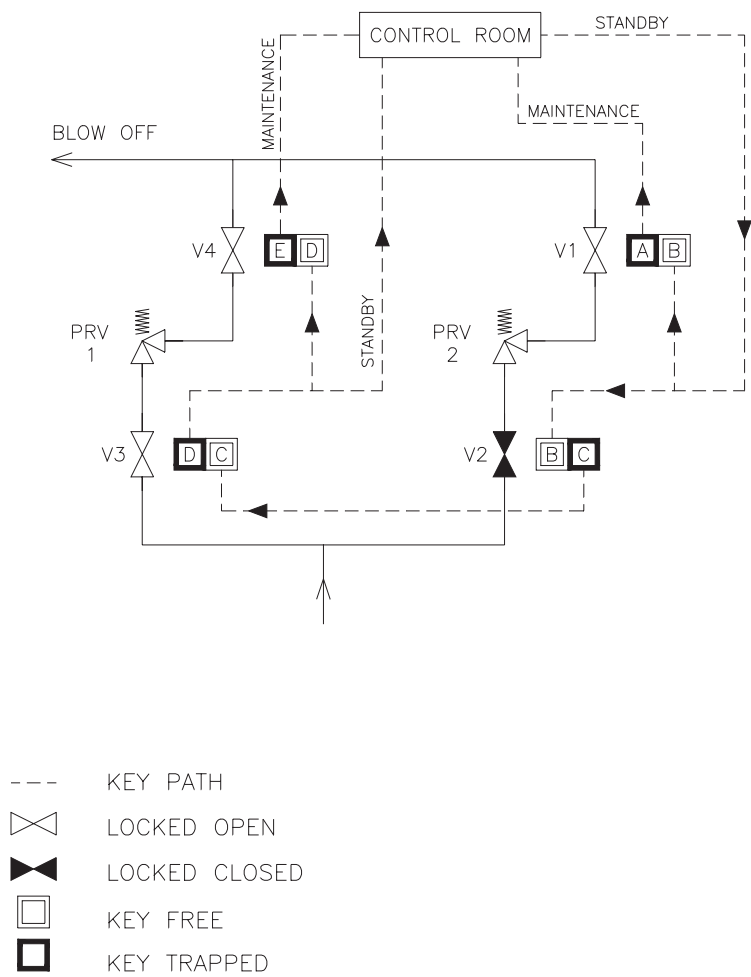 CONTROL ROOM
STANDBY
MAINTENANCE
MAINTENANCE
BLOW OFF
V4
E D
V1
A B
STANDBY
PRV
1
PRV
2
V3
D C
V2
B C
KEY PATH
LOCKED OPEN
LOCKED CLOSED
KEY FREE
KEY TRAPPED